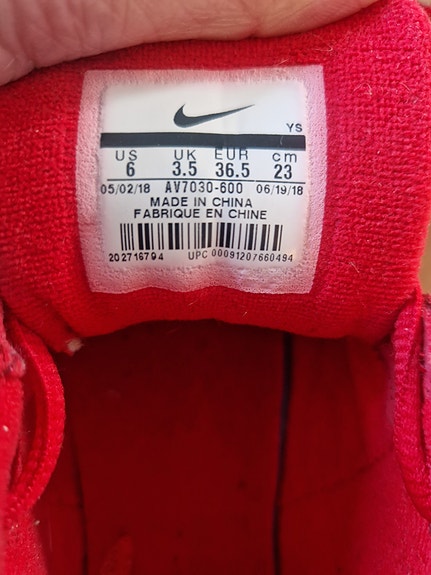 YS
US UK EUR cm
6 3.5 36.5 23
05/02/18 AV7030-600 06/19/18
MADE IN CHINA
FABRIQUE EN CHINE
202716794 UPC 00091207660494